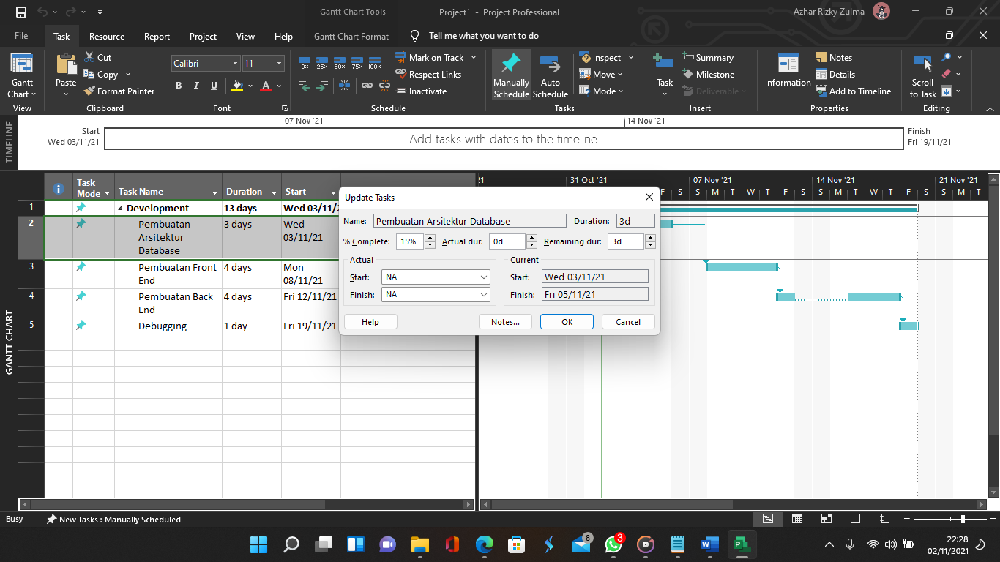 Gantt Chart Tools
Project1 - Project Professional
Azhar Rizky Zulma
File Task Resource Report Project View Help Gantt Chart Format Tell me what you want to do
Gantt Chart
View
Paste
Cut
Copy
Format Painter
Clipboard
Calibri 11
B I U A
Font
0% 25% 50% 75% 100%
Mark on Track
Respect Links
Inactivate
Schedule
Manually Schedule
Auto Schedule
Inspect
Move
Mode
Tasks
Task
Summary
Milestone
Deliverable
Insert
Information
Notes
Details
Add to Timeline
Properties
Scroll to Task
Editing
TIMELINE
Start
Wed 03/11/21
07 Nov '21
14 Nov '21
Add tasks with dates to the timeline
Finish
Fri 19/11/21
GANTT CHART
Task Mode Task Name Duration Start
'21 31 Oct '21 07 Nov '21 14 Nov '21 21 Nov '21
F S S M T W T F S S M T W T F S S M T
1 Development 13 days Wed 03/11/2
2 Pembuatan Arsitektur Database 3 days Wed 03/11/21
3 Pembuatan Front End 4 days Mon 08/11/21
4 Pembuatan Back End 4 days Fri 12/11/21
5 Debugging 1 day Fri 19/11/21
Update Tasks
Name: Pembuatan Arsitektur Database Duration: 3d
% Complete: 15% Actual dur: 0d Remaining dur: 3d
Actual
Start: NA
Finish: NA
Current
Start: Wed 03/11/21
Finish: Fri 05/11/21
Help Notes... OK Cancel
Busy New Tasks : Manually Scheduled
8
3
22:28
02/11/2021